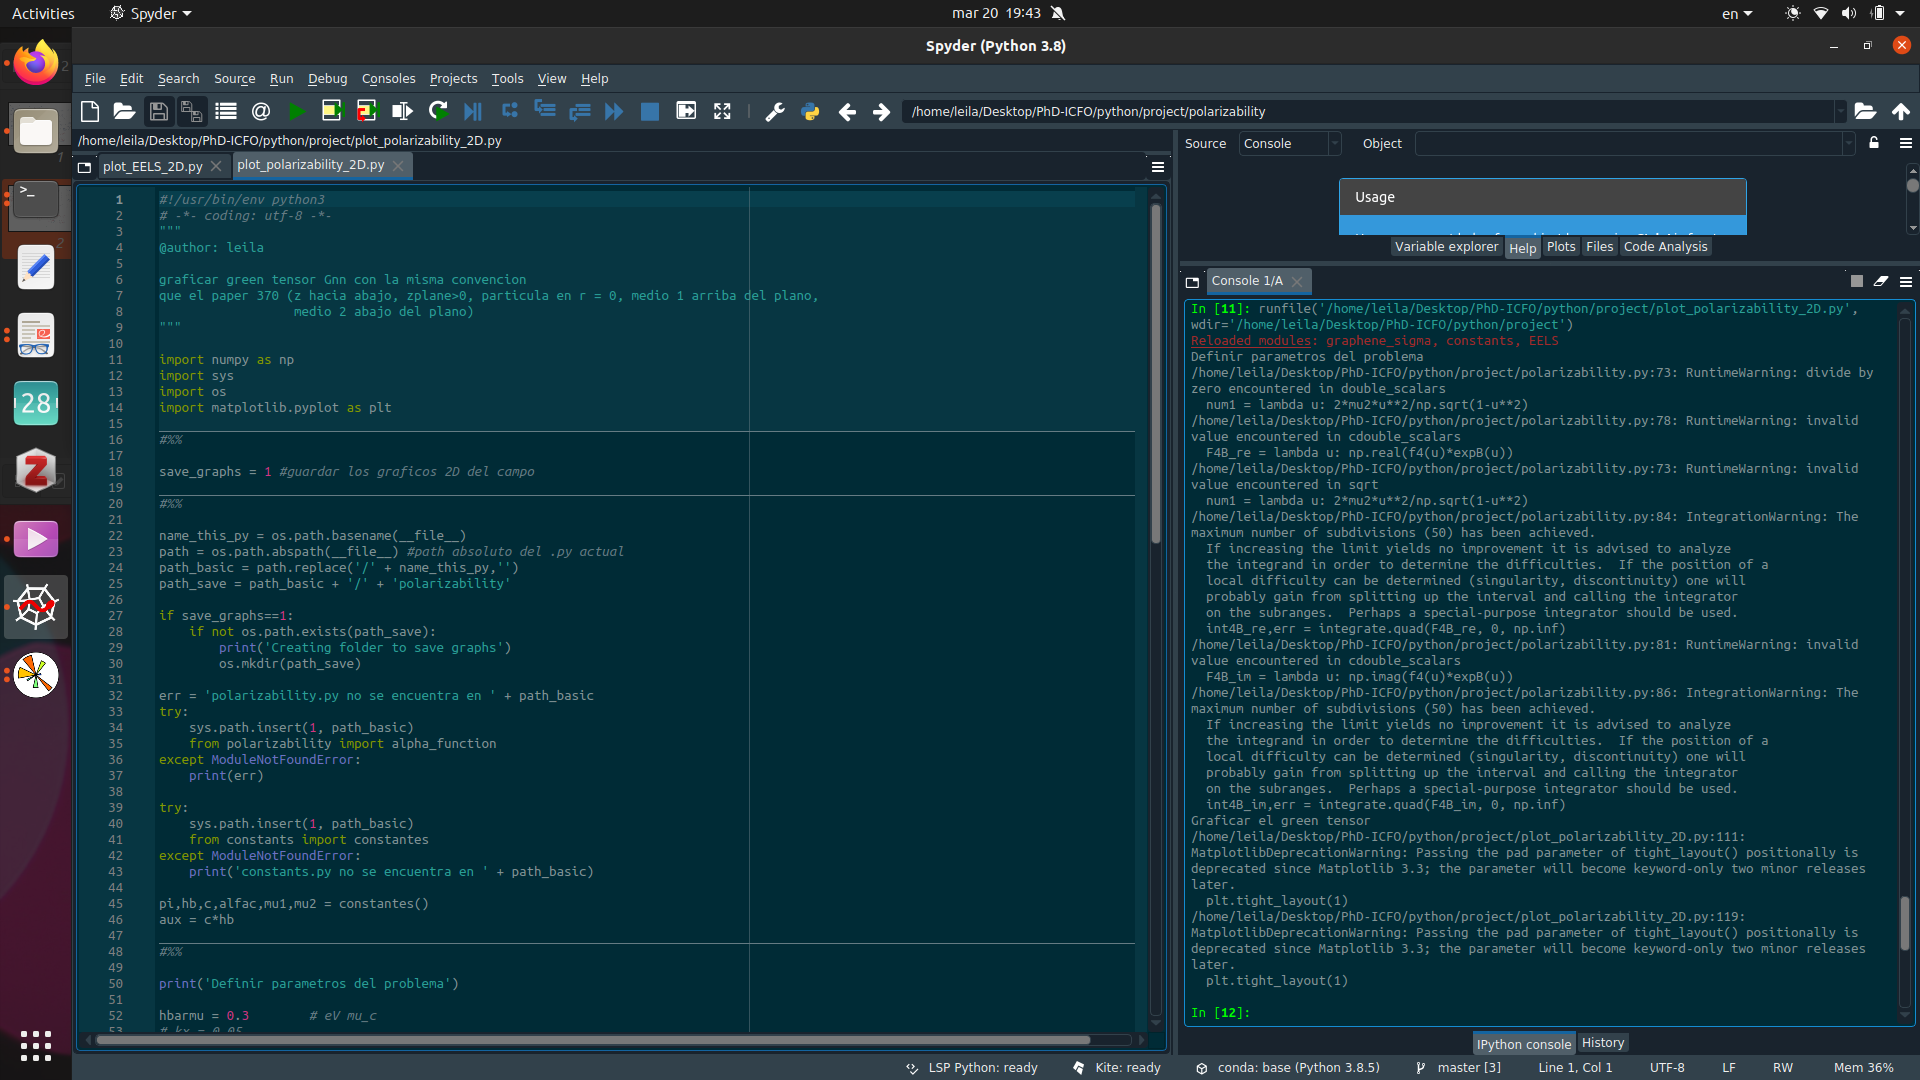 Activities
Spyder
mar 20 19:43
en
Spyder (Python 3.8)
File Edit Search Source Run Debug Consoles Projects Tools View Help
/home/leila/Desktop/PhD-ICFO/python/project/polarizability
/home/leila/Desktop/PhD-ICFO/python/project/plot_polarizability_2D.py
plot_EELS_2D.py
plot_polarizability_2D.py
1 #!/usr/bin/env python3
2 # -*- coding: utf-8 -*-
3 """
4 @author: leila
5
6 graficar green tensor Gnn con la misma convencion
7 que el paper 370 (z hacia abajo, zplane>0, particula en r = 0, medio 1 arriba del plano,
8 medio 2 abajo del plano)
9 """
10
11 import numpy as np
12 import sys
13 import os
14 import matplotlib.pyplot as plt
15
16 #%%
17
18 save_graphs = 1 #guardar los graficos 2D del campo
19
20 #%%
21
22 name_this_py = os.path.basename(__file__)
23 path = os.path.abspath(__file__) #path absoluto del .py actual
24 path_basic = path.replace('/' + name_this_py,'')
25 path_save = path_basic + '/' + 'polarizability'
26
27 if save_graphs==1:
28 if not os.path.exists(path_save):
29 print('Creating folder to save graphs')
30 os.mkdir(path_save)
31
32 err = 'polarizability.py no se encuentra en ' + path_basic
33 try:
34 sys.path.insert(1, path_basic)
35 from polarizability import alpha_function
36 except ModuleNotFoundError:
37 print(err)
38
39 try:
40 sys.path.insert(1, path_basic)
41 from constants import constantes
42 except ModuleNotFoundError:
43 print('constants.py no se encuentra en ' + path_basic)
44
45 pi,hb,c,alfac,mu1,mu2 = constantes()
46 aux = c*hb
47
48 #%%
49
50 print('Definir parametros del problema')
51
52 hbarmu = 0.3 # eV mu_c
53 # kx = 0.05
Source Console Object
Usage
Variable explorer Help Plots Files Code Analysis
Console 1/A
In [11]: runfile('/home/leila/Desktop/PhD-ICFO/python/project/plot_polarizability_2D.py',
wdir='/home/leila/Desktop/PhD-ICFO/python/project')
Reloaded modules: graphene_sigma, constants, EELS
Definir parametros del problema
/home/leila/Desktop/PhD-ICFO/python/project/polarizability.py:73: RuntimeWarning: divide by
zero encountered in double_scalars
num1 = lambda u: 2*mu2*u**2/np.sqrt(1-u**2)
/home/leila/Desktop/PhD-ICFO/python/project/polarizability.py:78: RuntimeWarning: invalid
value encountered in cdouble_scalars
F4B_re = lambda u: np.real(f4(u)*expB(u))
/home/leila/Desktop/PhD-ICFO/python/project/polarizability.py:73: RuntimeWarning: invalid
value encountered in sqrt
num1 = lambda u: 2*mu2*u**2/np.sqrt(1-u**2)
/home/leila/Desktop/PhD-ICFO/python/project/polarizability.py:84: IntegrationWarning: The
maximum number of subdivisions (50) has been achieved.
If increasing the limit yields no improvement it is advised to analyze
the integrand in order to determine the difficulties. If the position of a
local difficulty can be determined (singularity, discontinuity) one will
probably gain from splitting up the interval and calling the integrator
on the subranges. Perhaps a special-purpose integrator should be used.
int4B_re,err = integrate.quad(F4B_re, 0, np.inf)
/home/leila/Desktop/PhD-ICFO/python/project/polarizability.py:81: RuntimeWarning: invalid
value encountered in cdouble_scalars
F4B_im = lambda u: np.imag(f4(u)*expB(u))
/home/leila/Desktop/PhD-ICFO/python/project/polarizability.py:86: IntegrationWarning: The
maximum number of subdivisions (50) has been achieved.
If increasing the limit yields no improvement it is advised to analyze
the integrand in order to determine the difficulties. If the position of a
local difficulty can be determined (singularity, discontinuity) one will
probably gain from splitting up the interval and calling the integrator
on the subranges. Perhaps a special-purpose integrator should be used.
int4B_im,err = integrate.quad(F4B_im, 0, np.inf)
Graficar el green tensor
/home/leila/Desktop/PhD-ICFO/python/project/plot_polarizability_2D.py:111:
MatplotlibDeprecationWarning: Passing the pad parameter of tight_layout() positionally is
deprecated since Matplotlib 3.3; the parameter will become keyword-only two minor releases
later.
plt.tight_layout(1)
/home/leila/Desktop/PhD-ICFO/python/project/plot_polarizability_2D.py:119:
MatplotlibDeprecationWarning: Passing the pad parameter of tight_layout() positionally is
deprecated since Matplotlib 3.3; the parameter will become keyword-only two minor releases
later.
plt.tight_layout(1)
In [12]:
IPython console History
LSP Python: ready Kite: ready conda: base (Python 3.8.5) master [3] Line 1, Col 1 UTF-8 LF RW Mem 36%
28
Z